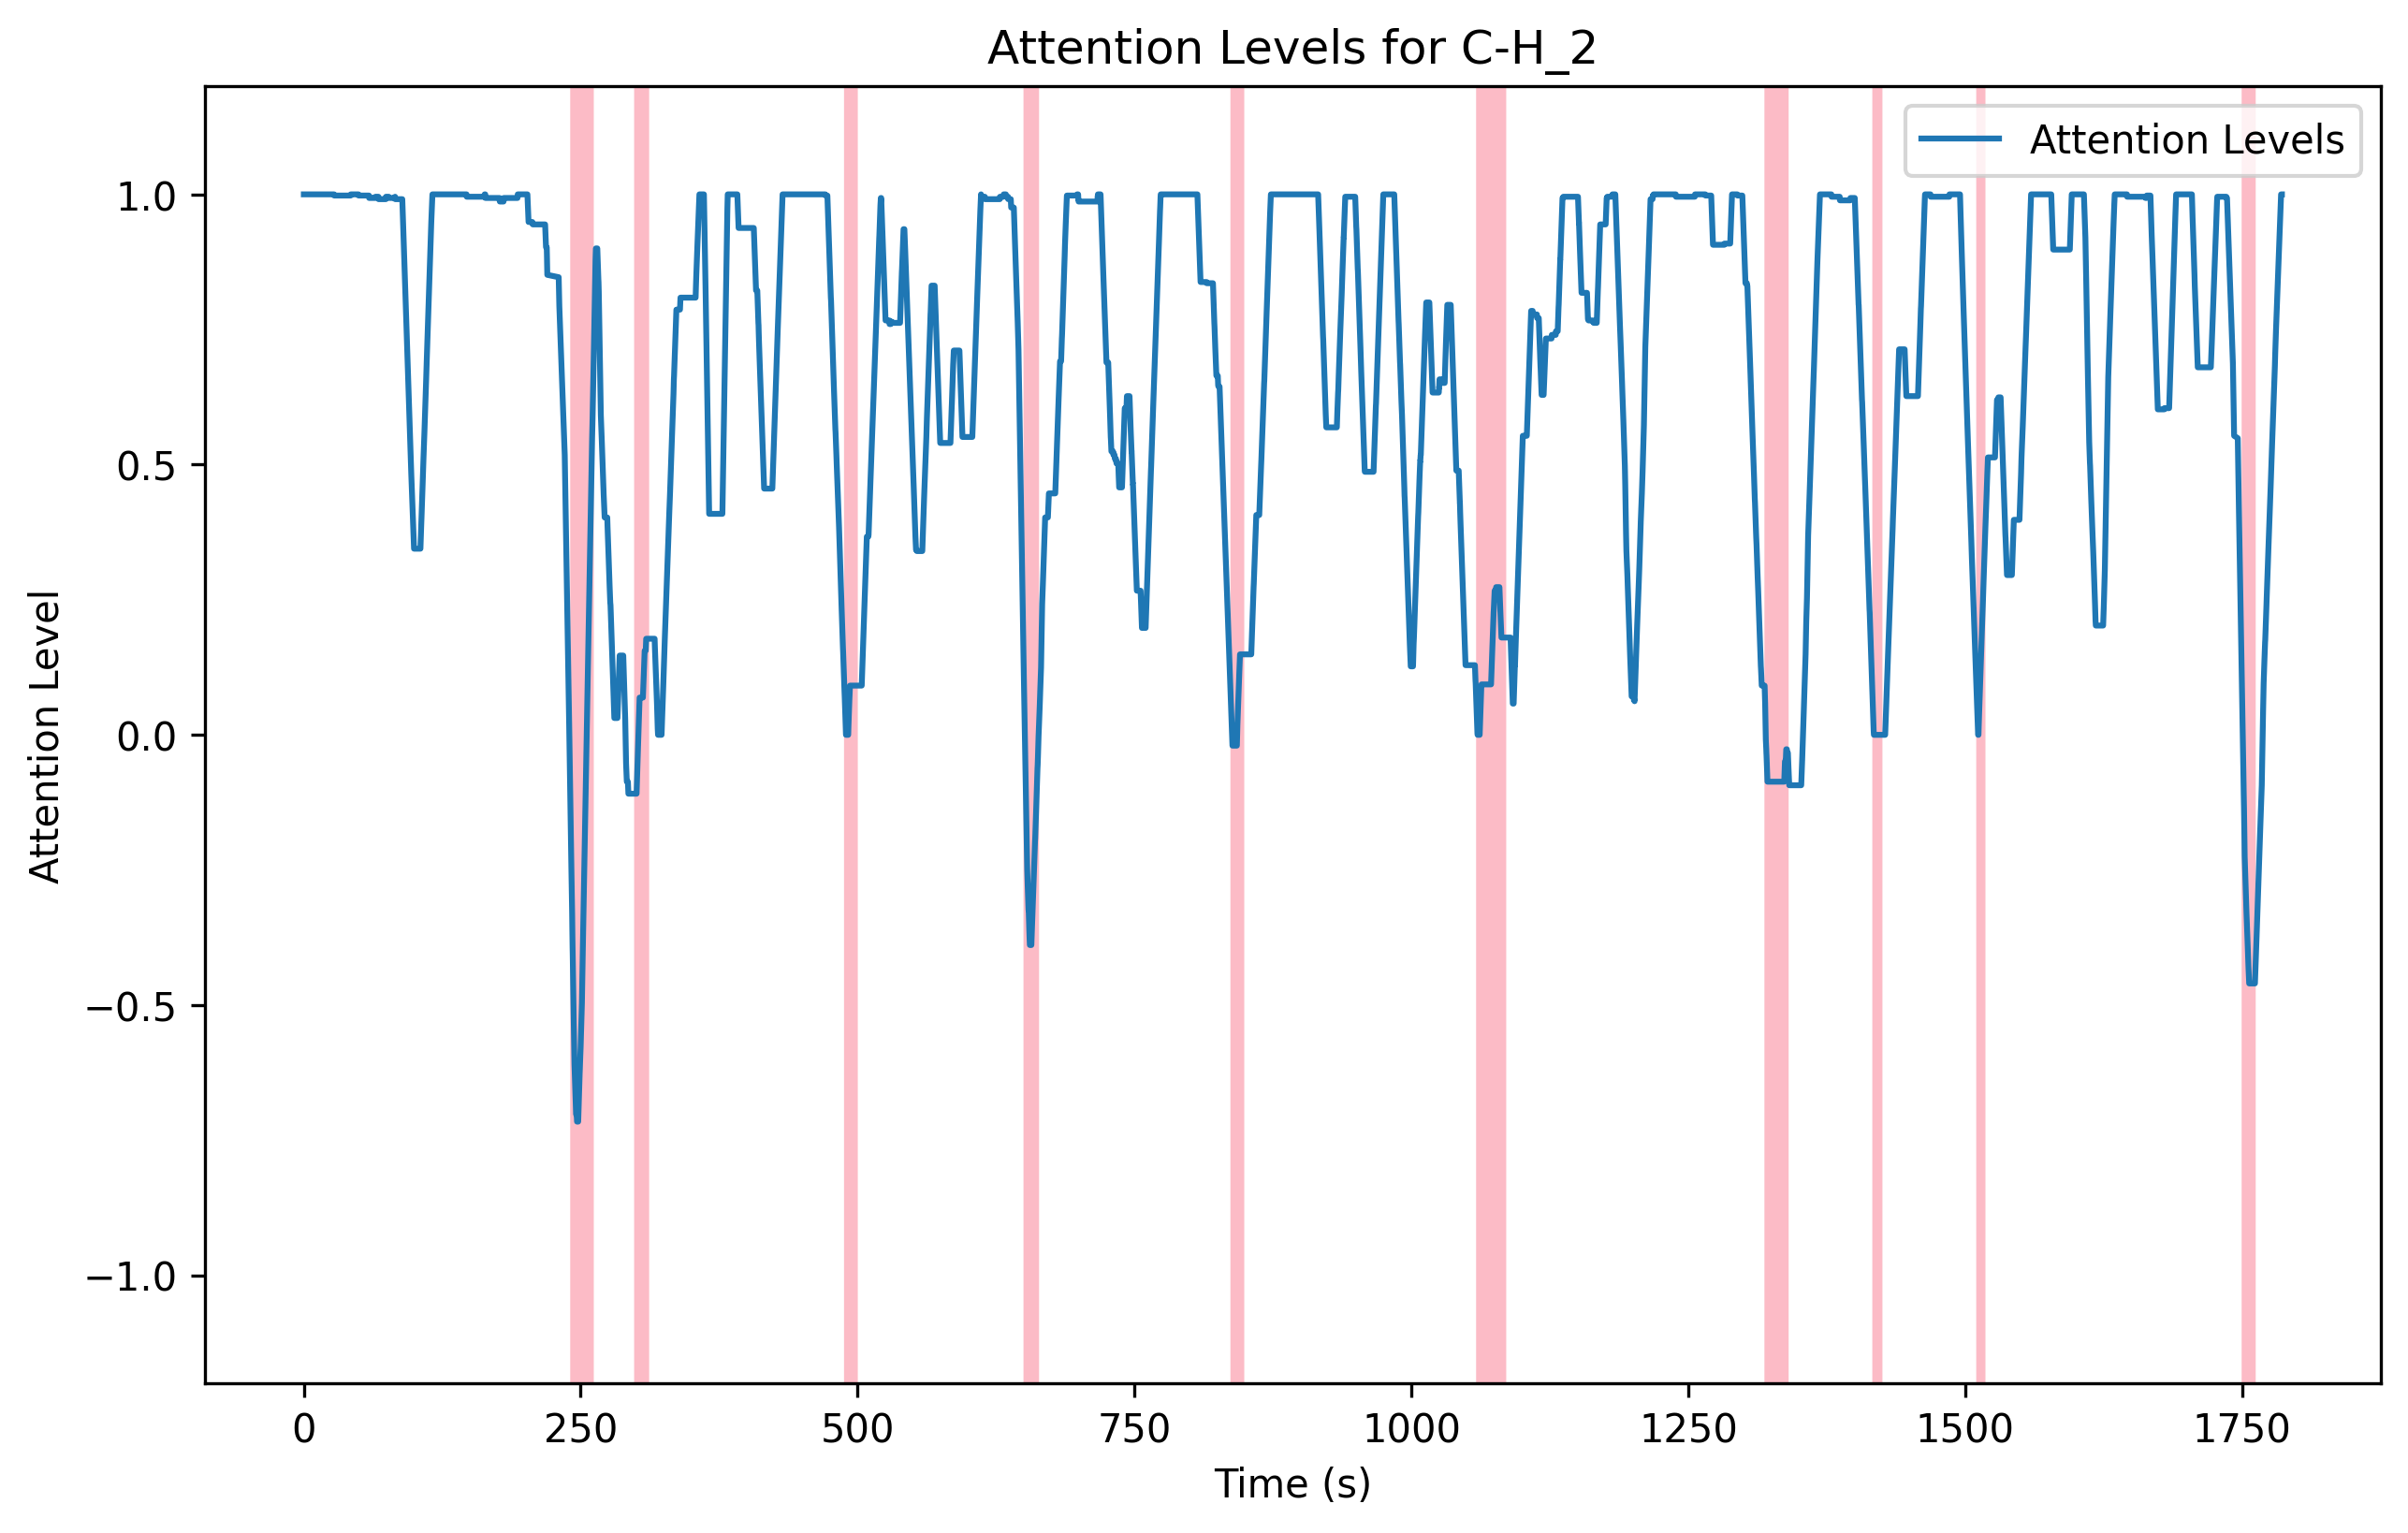 Attention Levels for C-H_2
Attention Levels
1.0
0.5
0.0
−0.5
−1.0
Attention Level
0 250 500 750 1000 1250 1500 1750
Time (s)